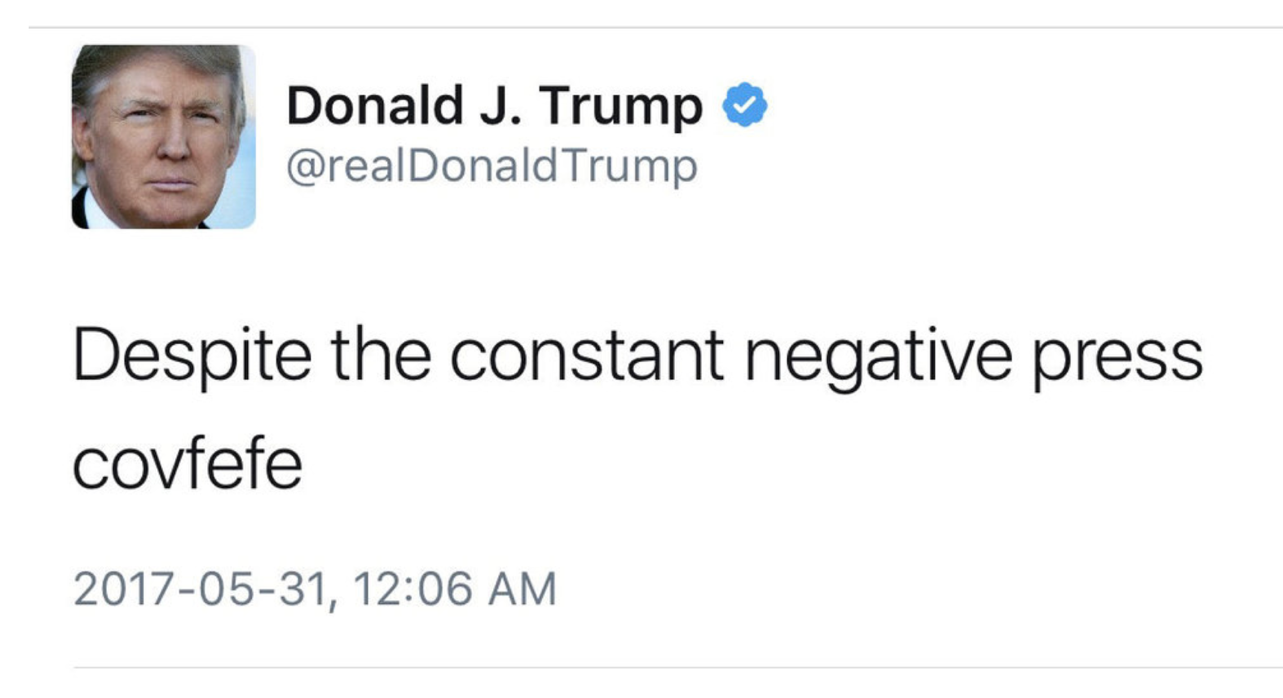 Donald J. Trump
@realDonaldTrump
Despite the constant negative press
covfefe
2017-05-31, 12:06 AM